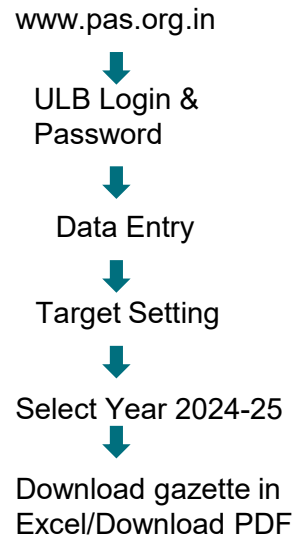 www.pas.org.in
ULB Login &
Password
Data Entry
Target Setting
Select Year 2024-25
Download gazette in
Excel/Download PDF